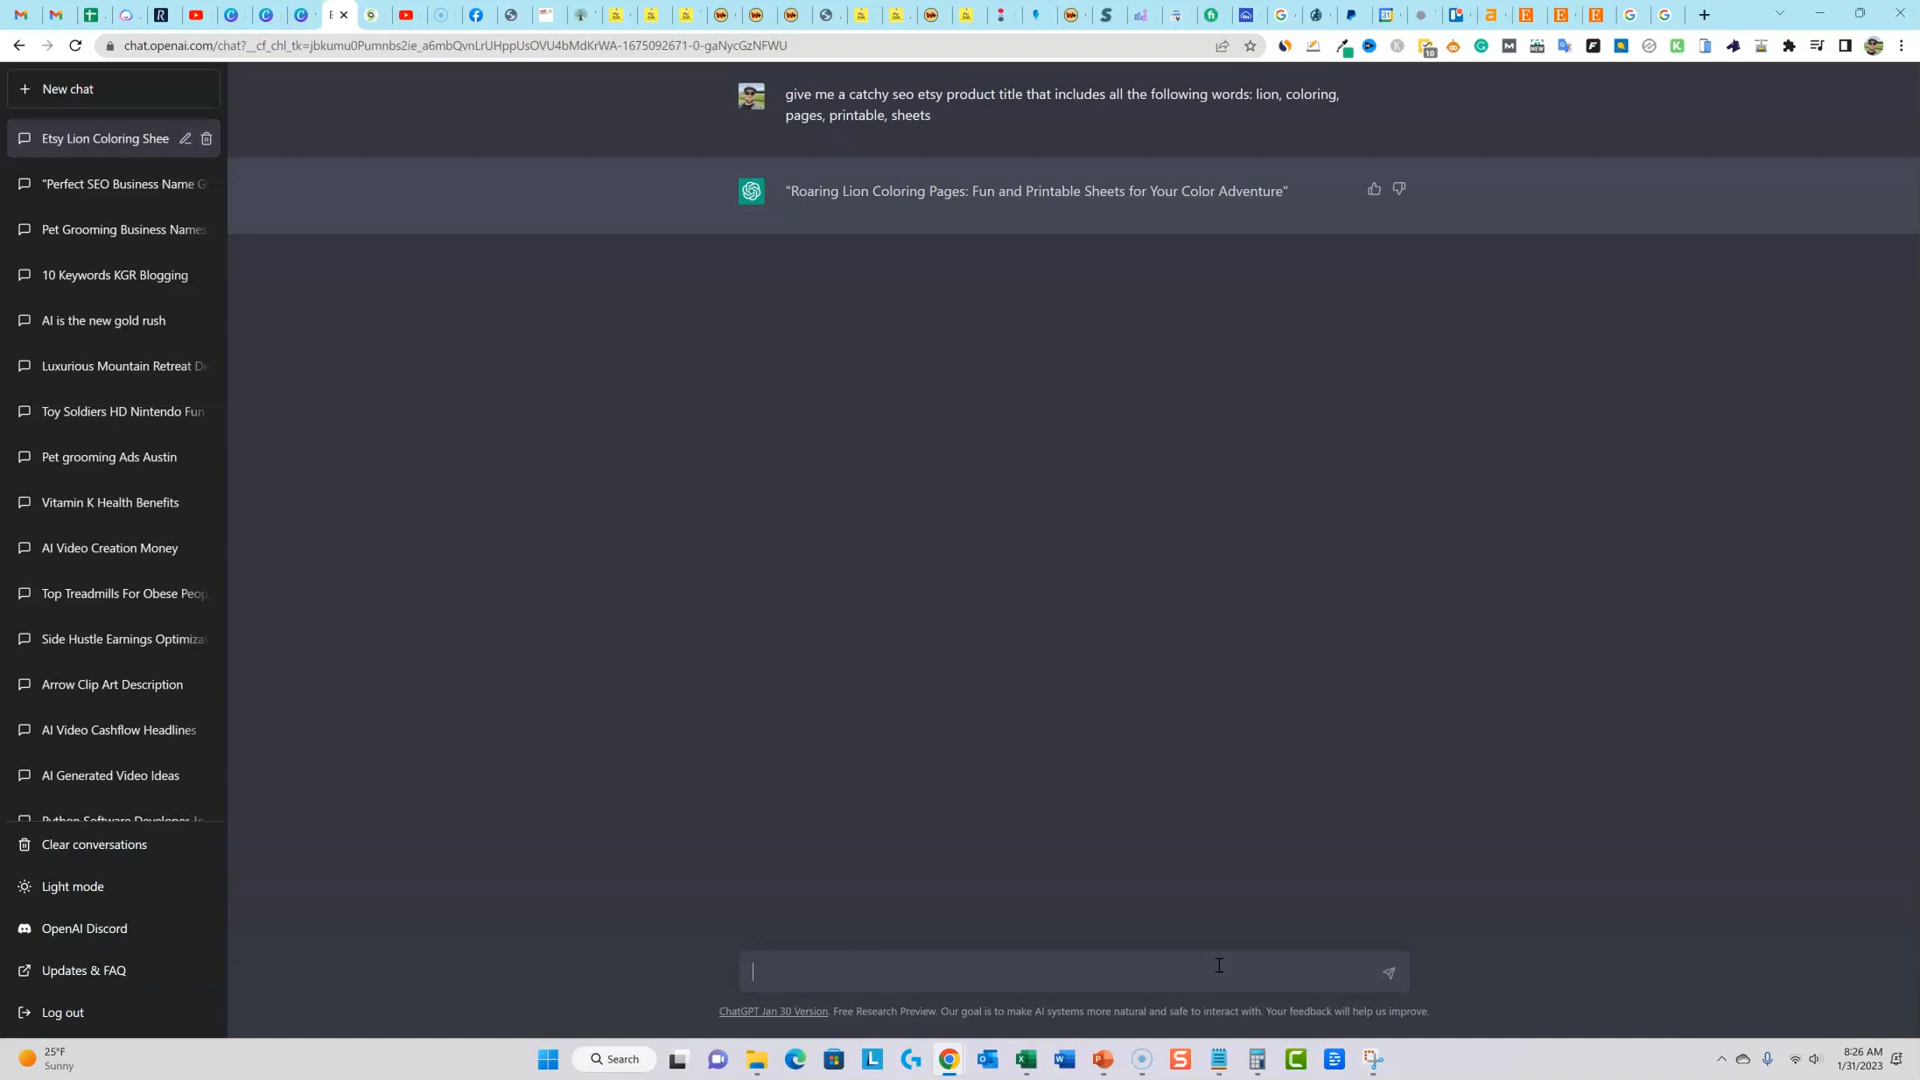 chat.openai.com/chat?__cf_chl_tk=jbkumu0Pumnbs2ie_a6mbQvnLrUHppUsOVU4bMdKrWA-1675092671-0-gaNycGzNFWU
New chat
give me a catchy seo etsy product title that includes all the following words: lion, coloring,
pages, printable, sheets
Etsy Lion Coloring Shee
"Roaring Lion Coloring Pages: Fun and Printable Sheets for Your Color Adventure"
"Perfect SEO Business Name G
Pet Grooming Business Names
10 Keywords KGR Blogging
AI is the new gold rush
Luxurious Mountain Retreat De
Toy Soldiers HD Nintendo Fun
Pet grooming Ads Austin
Vitamin K Health Benefits
AI Video Creation Money
Top Treadmills For Obese Peop
Side Hustle Earnings Optimiza
Arrow Clip Art Description
AI Video Cashflow Headlines
AI Generated Video Ideas
Python Software Developer
Clear conversations
Light mode
OpenAI Discord
Updates & FAQ
Log out
ChatGPT Jan 30 Version. Free Research Preview. Our goal is to make AI systems more natural and safe to interact with. Your feedback will help us improve.
25°F
Sunny
Search
8:26 AM
1/31/2023